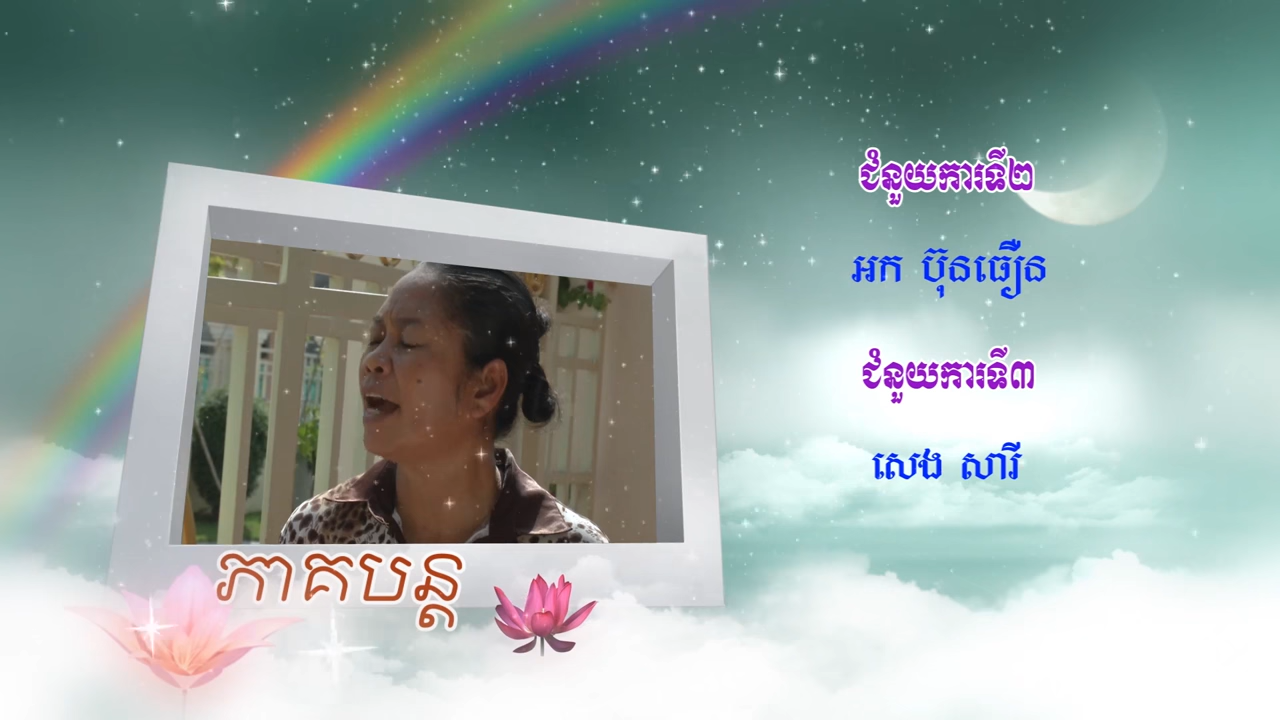 ជំនួយការទី២
អក ប៊ុនធឿន
ជំនួយការទី៣
សេង សារី
ភាគបន្ត